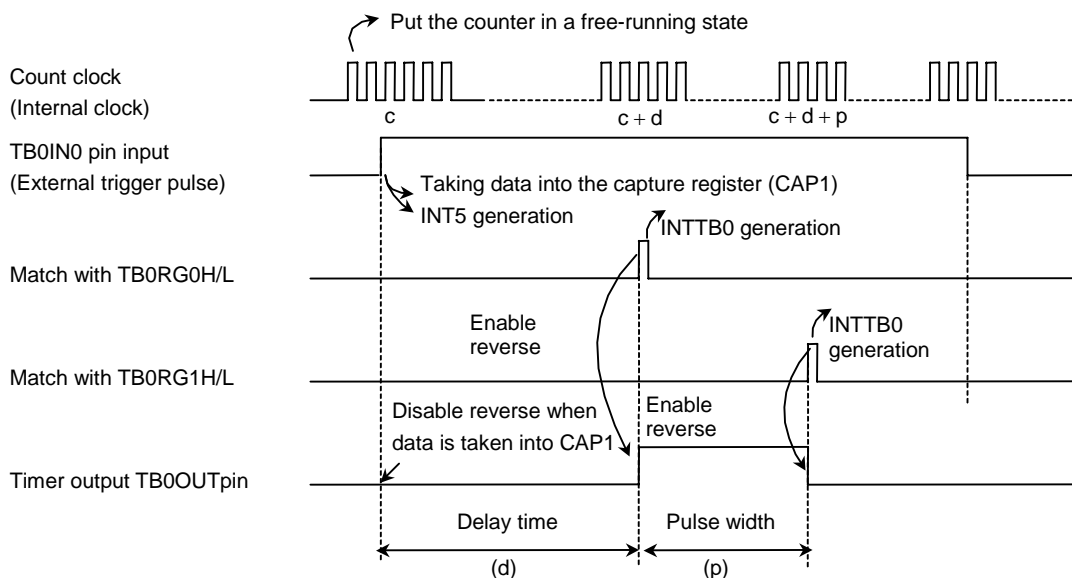 Put the counter in a free-running state
Count clock
(Internal clock)
c
c + d
c + d + p
TB0IN0 pin input
(External trigger pulse)
Taking data into the capture register (CAP1)
INT5 generation
INTTB0 generation
Match with TB0RG0H/L
Enable
reverse
INTTB0
generation
Match with TB0RG1H/L
Disable reverse when
data is taken into CAP1
Enable
reverse
Timer output TB0OUTpin
Delay time
Pulse width
(d)
(p)